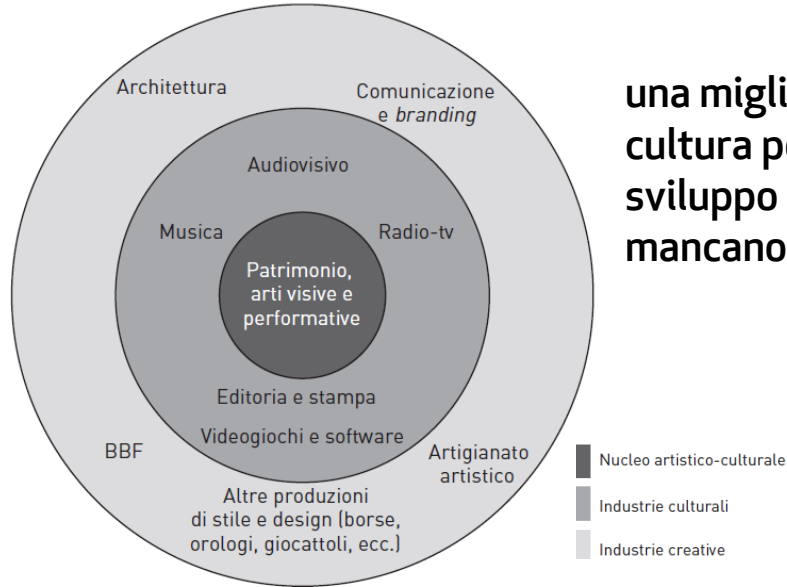 Architettura
Comunicazione
e branding
Audiovisivo
Musica
Radio-tv
Patrimonio,
arti visive e
performative
Editoria e stampa
Videogiochi e software
BBF
Artigianato
artistico
Altre produzioni
di stile e design (borse,
orologi, giocattoli, ecc.)
Nucleo artistico-culturale
Industrie culturali
Industrie creative
una
cultura
sviluppo
mancano